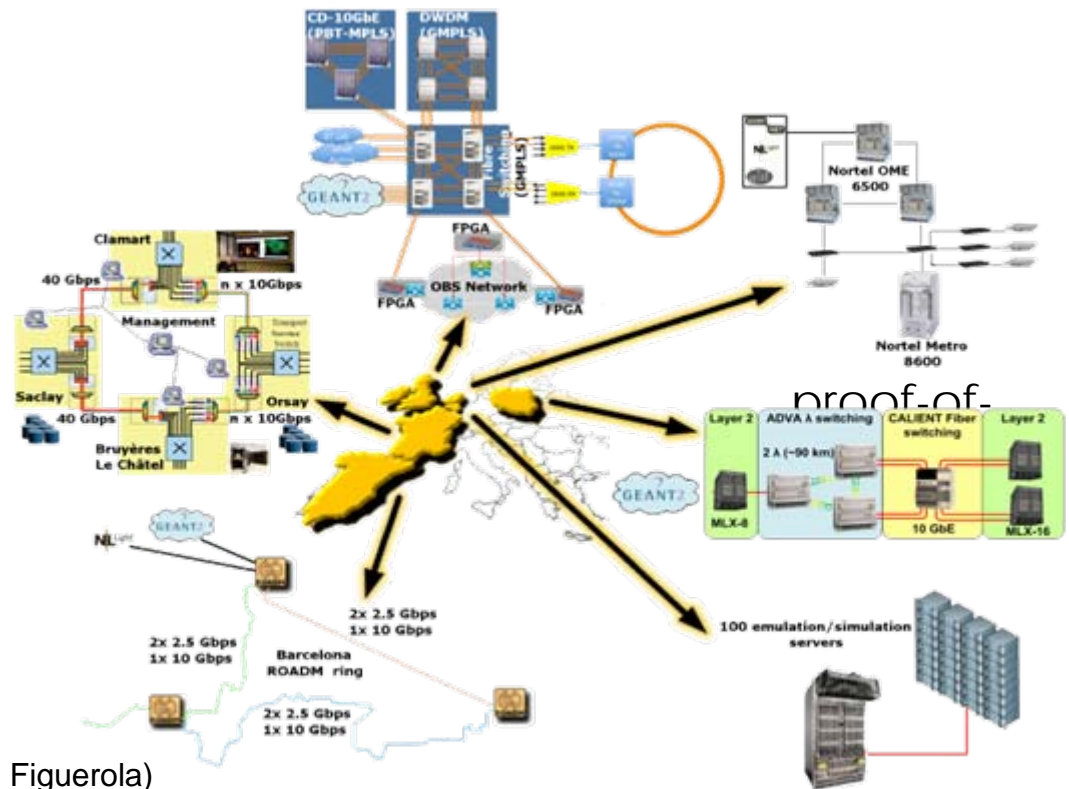 CD-10GbE
(PBT-MPLS)
DWDM
(GMPLS)
Fibre
Switching
(GMPLS)
GEANT2
FPGA
FPGA
OBS Network
FPGA
NLLight
Nortel OME
6500
Nortel Metro
8600
Clamart
40 Gbps
n x 10Gbps
Management
Saclay
Orsay
40 Gbps
n x 10Gbps
Bruyères
Le Châtel
proof-of-
Layer 2
ADVA λ switching
CALIENT Fiber
switching
Layer 2
2 λ (~90 km)
GEANT2
MLX-8
10 GbE
MLX-16
GEANT2
NLLight
2x 2.5 Gbps
1x 10 Gbps
2x 2.5 Gbps
1x 10 Gbps
Barcelona
ROADM ring
2x 2.5 Gbps
1x 10 Gbps
100 emulation/simulation
servers
Figuerola)